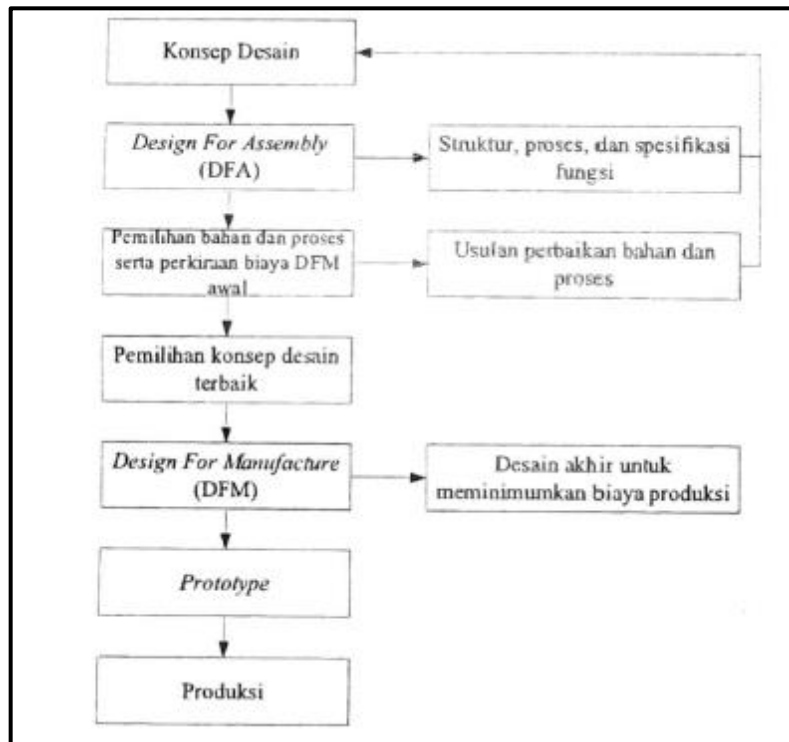 Konsep Desain
Design For Assembly
(DFA)
Struktur, proses, dan spesifikasi
fungsi
Pemilihan bahan dan proses
serta perkiraan biaya DFM
awal
Usulan perbaikan bahan dan
proses
Pemilihan konsep desain
terbaik
Design For Manufacture
(DFM)
Desain akhir untuk
meminimumkan biaya produksi
Prototype
Produksi